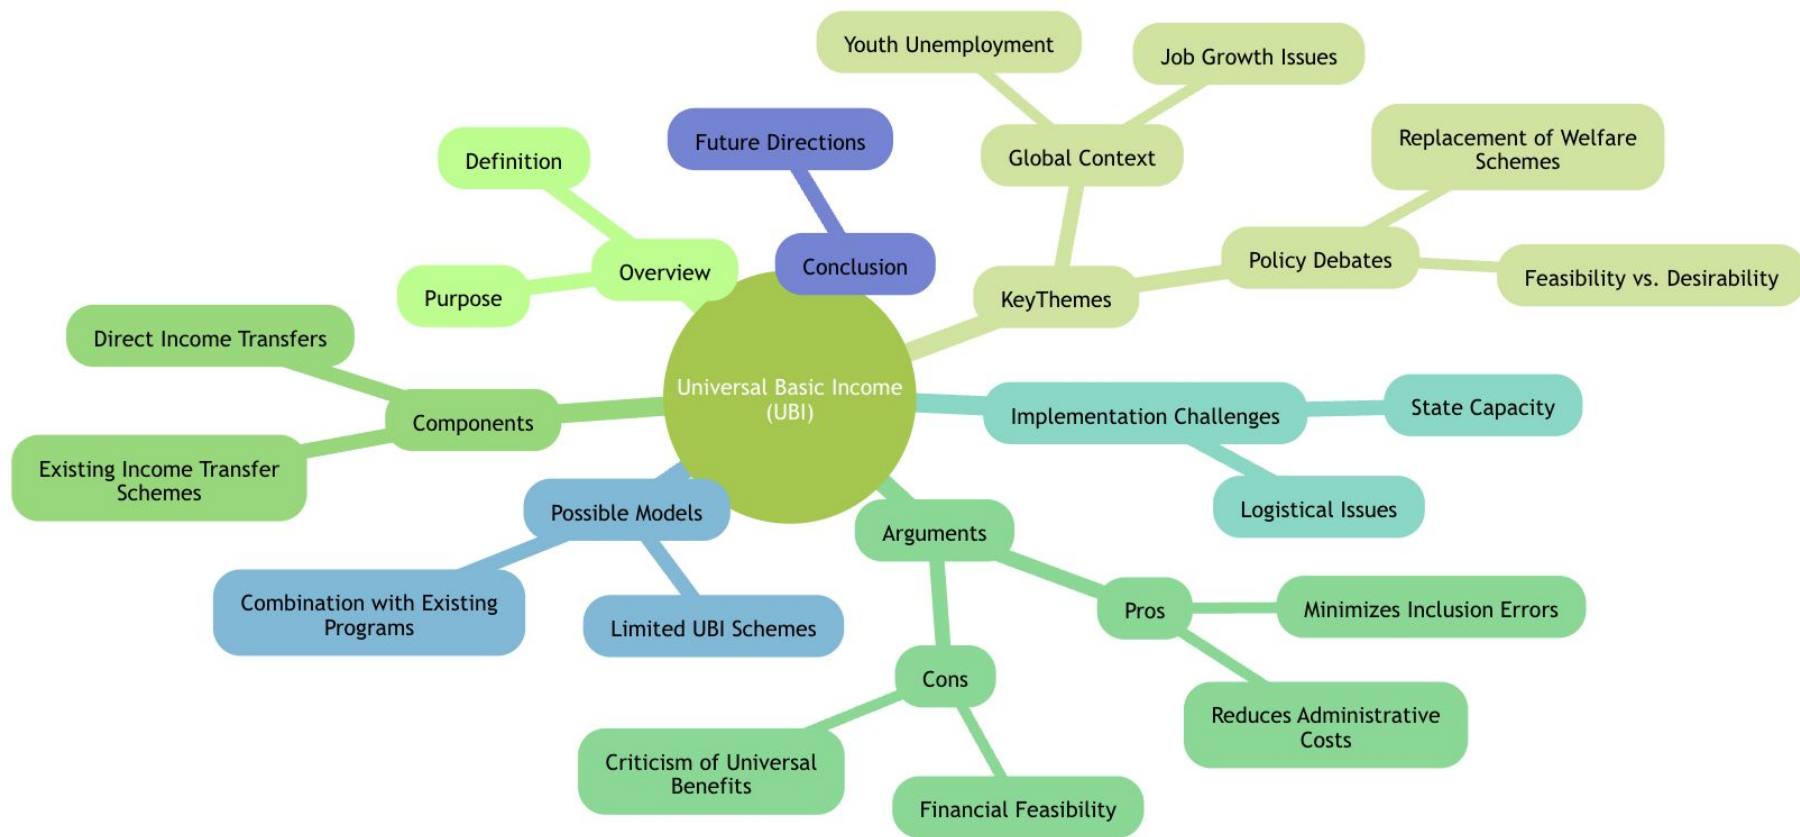 Universal Basic Income
(UBI)
Overview
Definition
Purpose
Conclusion
Future Directions
KeyThemes
Global Context
Youth Unemployment
Job Growth Issues
Policy Debates
Replacement of Welfare
Schemes
Feasibility vs. Desirability
Components
Direct Income Transfers
Existing Income Transfer
Schemes
Implementation Challenges
State Capacity
Logistical Issues
Possible Models
Combination with Existing
Programs
Limited UBI Schemes
Arguments
Pros
Minimizes Inclusion Errors
Reduces Administrative
Costs
Cons
Criticism of Universal
Benefits
Financial Feasibility